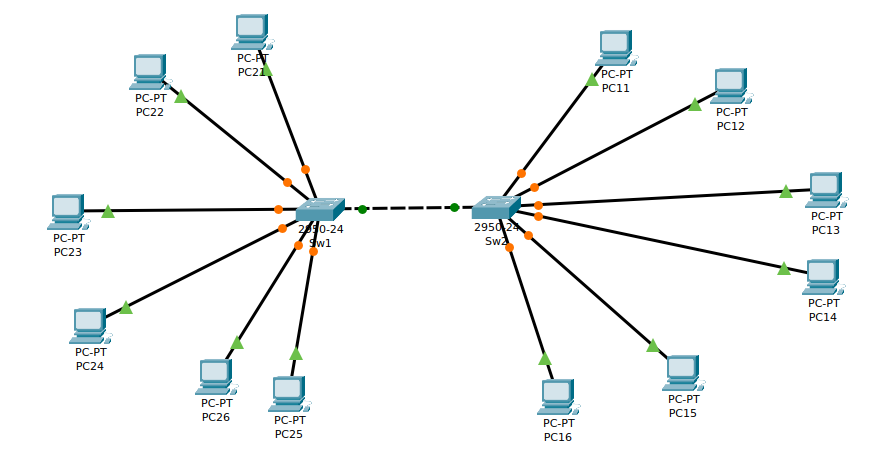 PC-PT
PC21
PC-PT
PC22
PC-PT
PC11
PC-PT
PC12
PC-PT
PC23
2950-24
Sw1
2950-24
Sw2
PC-PT
PC13
PC-PT
PC14
PC-PT
PC24
PC-PT
PC26
PC-PT
PC25
PC-PT
PC16
PC-PT
PC15